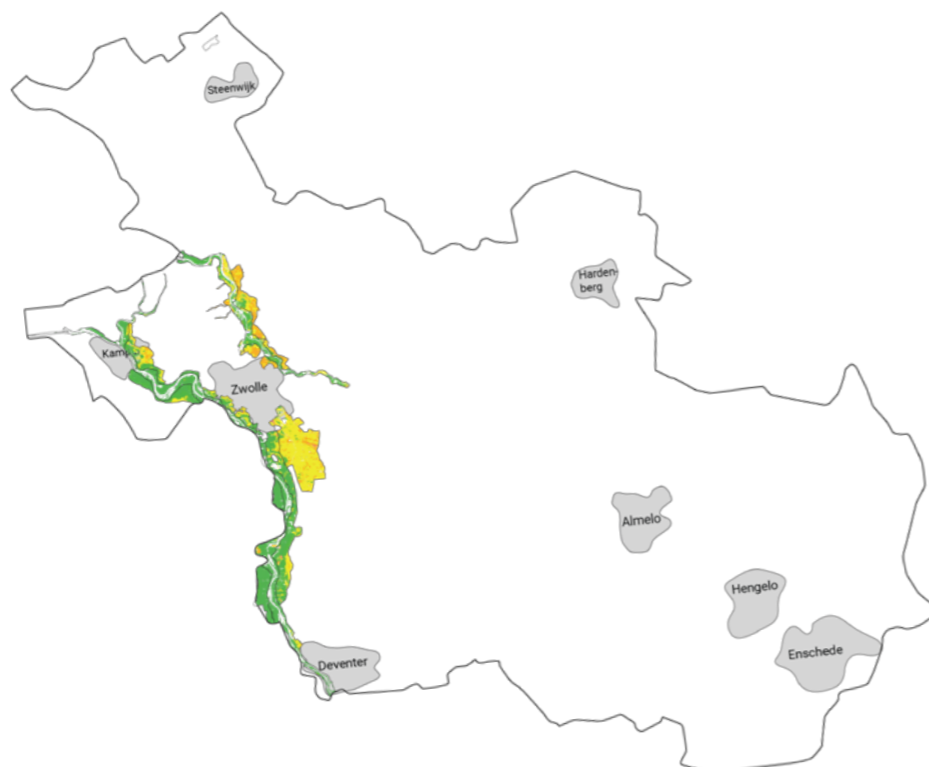 Steenwijk
Harden-
berg
Kamp
Zwolle
Almelo
Hengelo
Enschede
Deventer